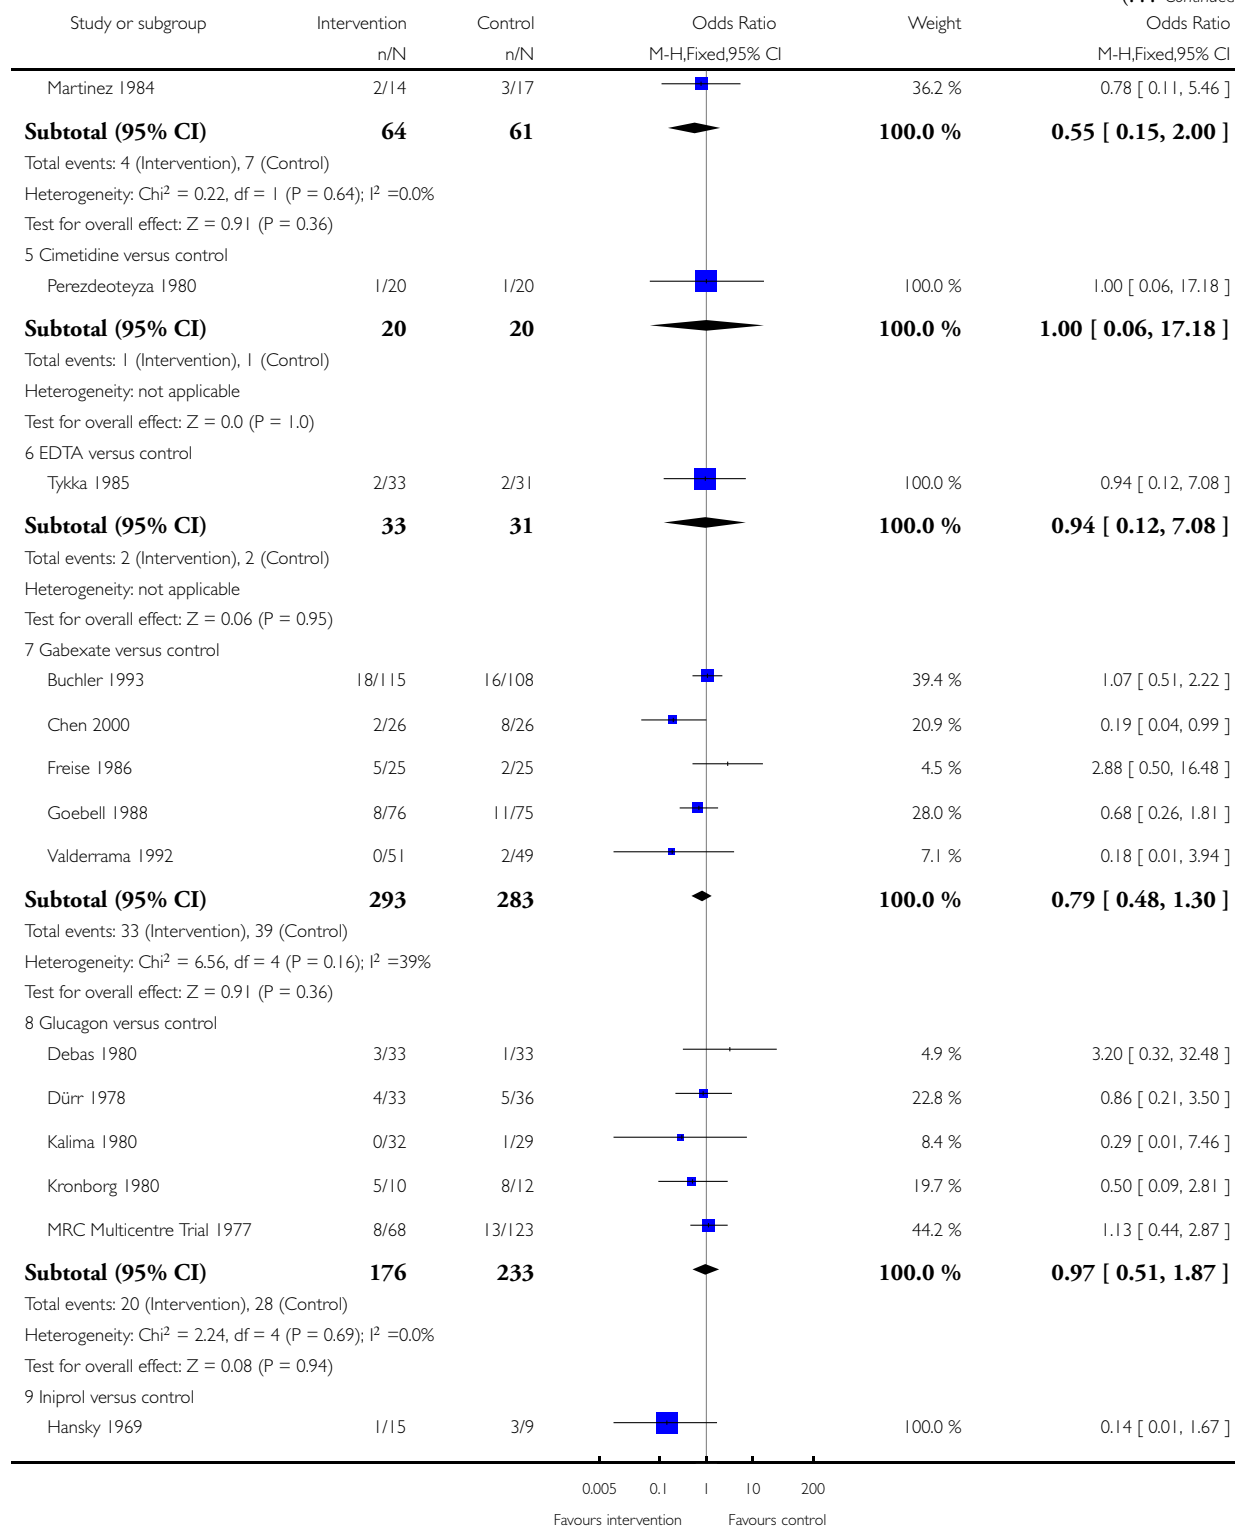 Continued
Study or subgroup Intervention Control Odds Ratio Weight Odds Ratio
n/N n/N M-H,Fixed,95% CI M-H,Fixed,95% CI
Martinez 1984 2/14 3/17 36.2 % 0.78 [ 0.11, 5.46 ]
Subtotal (95% CI) 64 61 100.0 % 0.55 [ 0.15, 2.00 ]
Total events: 4 (Intervention), 7 (Control)
Heterogeneity: Chi² = 0.22, df = 1 (P = 0.64); I² =0.0%
Test for overall effect: Z = 0.91 (P = 0.36)
5 Cimetidine versus control
Perezdeoteyza 1980 1/20 1/20 100.0 % 1.00 [ 0.06, 17.18 ]
Subtotal (95% CI) 20 20 100.0 % 1.00 [ 0.06, 17.18 ]
Total events: 1 (Intervention), 1 (Control)
Heterogeneity: not applicable
Test for overall effect: Z = 0.0 (P = 1.0)
6 EDTA versus control
Tykka 1985 2/33 2/31 100.0 % 0.94 [ 0.12, 7.08 ]
Subtotal (95% CI) 33 31 100.0 % 0.94 [ 0.12, 7.08 ]
Total events: 2 (Intervention), 2 (Control)
Heterogeneity: not applicable
Test for overall effect: Z = 0.06 (P = 0.95)
7 Gabexate versus control
Buchler 1993 18/115 16/108 39.4 % 1.07 [ 0.51, 2.22 ]
Chen 2000 2/26 8/26 20.9 % 0.19 [ 0.04, 0.99 ]
Freise 1986 5/25 2/25 4.5 % 2.88 [ 0.50, 16.48 ]
Goebell 1988 8/76 11/75 28.0 % 0.68 [ 0.26, 1.81 ]
Valderrama 1992 0/51 2/49 7.1 % 0.18 [ 0.01, 3.94 ]
Subtotal (95% CI) 293 283 100.0 % 0.79 [ 0.48, 1.30 ]
Total events: 33 (Intervention), 39 (Control)
Heterogeneity: Chi² = 6.56, df = 4 (P = 0.16); I² =39%
Test for overall effect: Z = 0.91 (P = 0.36)
8 Glucagon versus control
Debas 1980 3/33 1/33 4.9 % 3.20 [ 0.32, 32.48 ]
Dürr 1978 4/33 5/36 22.8 % 0.86 [ 0.21, 3.50 ]
Kalima 1980 0/32 1/29 8.4 % 0.29 [ 0.01, 7.46 ]
Kronborg 1980 5/10 8/12 19.7 % 0.50 [ 0.09, 2.81 ]
MRC Multicentre Trial 1977 8/68 13/123 44.2 % 1.13 [ 0.44, 2.87 ]
Subtotal (95% CI) 176 233 100.0 % 0.97 [ 0.51, 1.87 ]
Total events: 20 (Intervention), 28 (Control)
Heterogeneity: Chi² = 2.24, df = 4 (P = 0.69); I² =0.0%
Test for overall effect: Z = 0.08 (P = 0.94)
9 Iniprol versus control
Hansky 1969 1/15 3/9 100.0 % 0.14 [ 0.01, 1.67 ]
0.005 0.1 1 10 200
Favours intervention Favours control